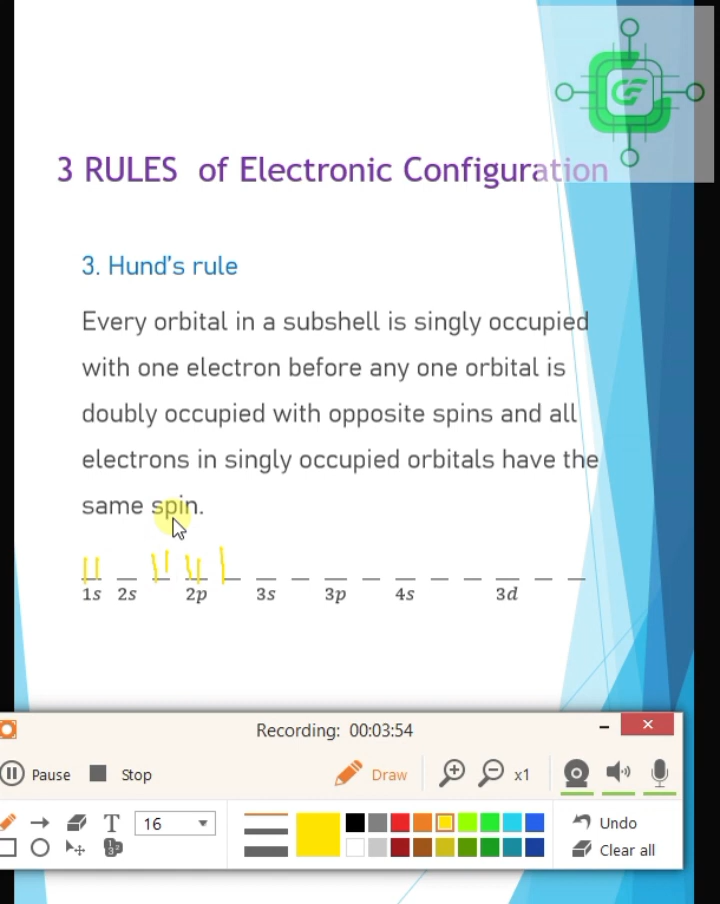 3 RULES of Electronic Configuration
3. Hund's rule
Every orbital in a subshell is singly occupied
with one electron before any one orbital is
doubly occupied with opposite spins and all
electrons in singly occupied orbitals have the
same spin.
1s 2s 2p 3s 3p 4s 3d
Recording: 00:03:54
Pause Stop Draw x1
T 16 Undo
Clear all